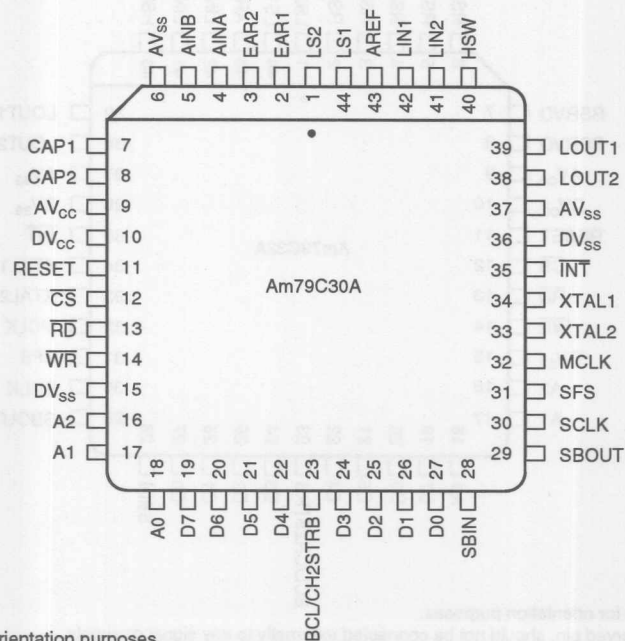 AVss AINB AINA EAR2 EAR1 LS2 LS1 AREF LIN1 LIN2 HSW
6 5 4 3 2 1 44 43 42 41 40
CAP1 7 39 LOUT1
CAP2 8 38 LOUT2
AVcc 9 37 AVss
DVcc 10 36 DVss
RESET 11 35 INT
Am79C30A
CS 12 34 XTAL1
RD 13 33 XTAL2
WR 14 32 MCLK
DVss 15 31 SFS
A2 16 30 SCLK
A1 17 29 SBOUT
18 19 20 21 22 23 24 25 26 27 28
A0 D7 D6 D5 D4 BCL/CH2STRB D3 D2 D1 D0 SBIN
orientation purposes